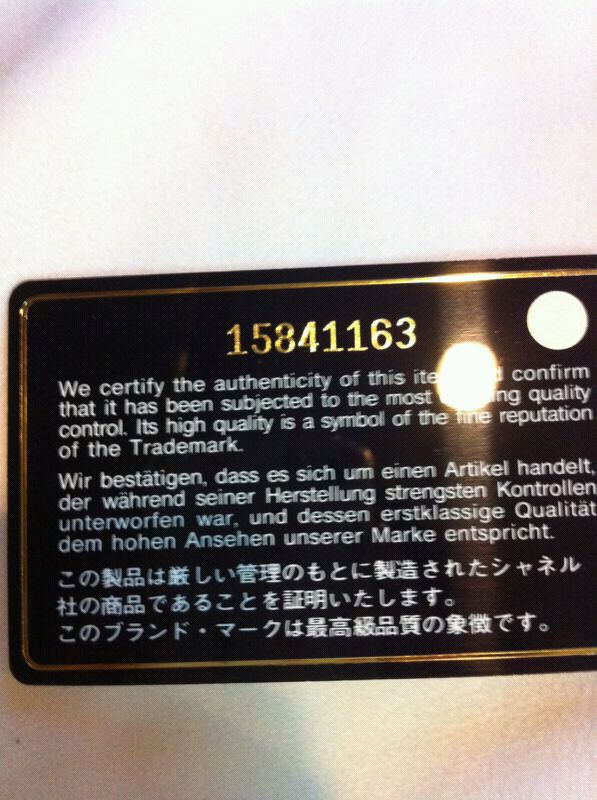 15841163
We certify the authenticity of this confirm
that it has been subjected to the most quality
control. Its high quality is a symbol of the fine reputation
of the Trademark.
Wir bestätigen, dass es sich um einen Artikel handelt,
der während seiner Herstellung strengsten Kontrollen
unterworfen war, und dessen erstklassige Qualität
dem hohen Ansehen unserer Marke entspricht.
この製品は厳しい管理のもとに製造されたシャネル
社の商品であることを証明いたします。
このブランド・マークは最高級品質の象徴です。